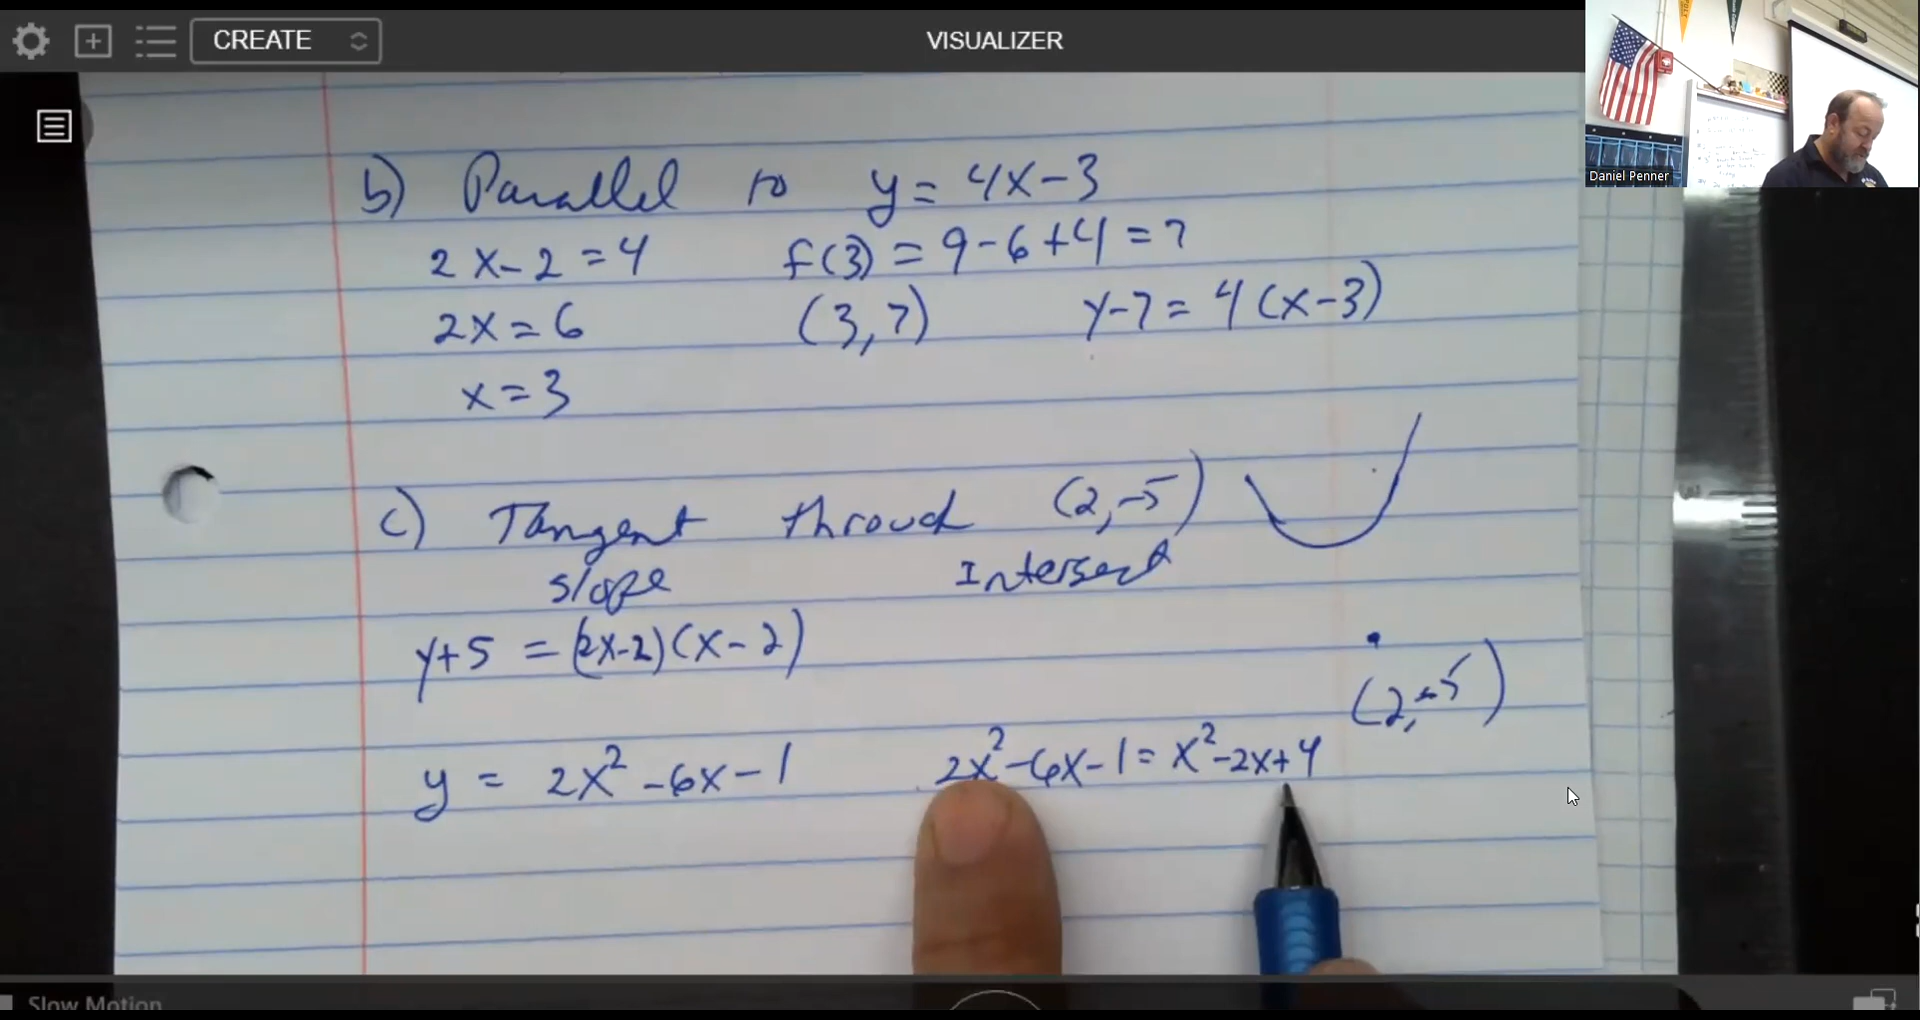 CREATE
VISUALIZER
Daniel Penner
b) Parallel to y = 4x-3
2x-2 = 4 f(3) = 9-6+4 = 7
2x = 6 (3,7) y-7 = 4(x-3)
x = 3
c) Tangent through (2,-5)
slope Intersect
y+5 = (2x-2)(x-2)
(2,-5)
y = 2x²-6x-1 2x²-6x-1 = x²-2x+4
Slow Motion